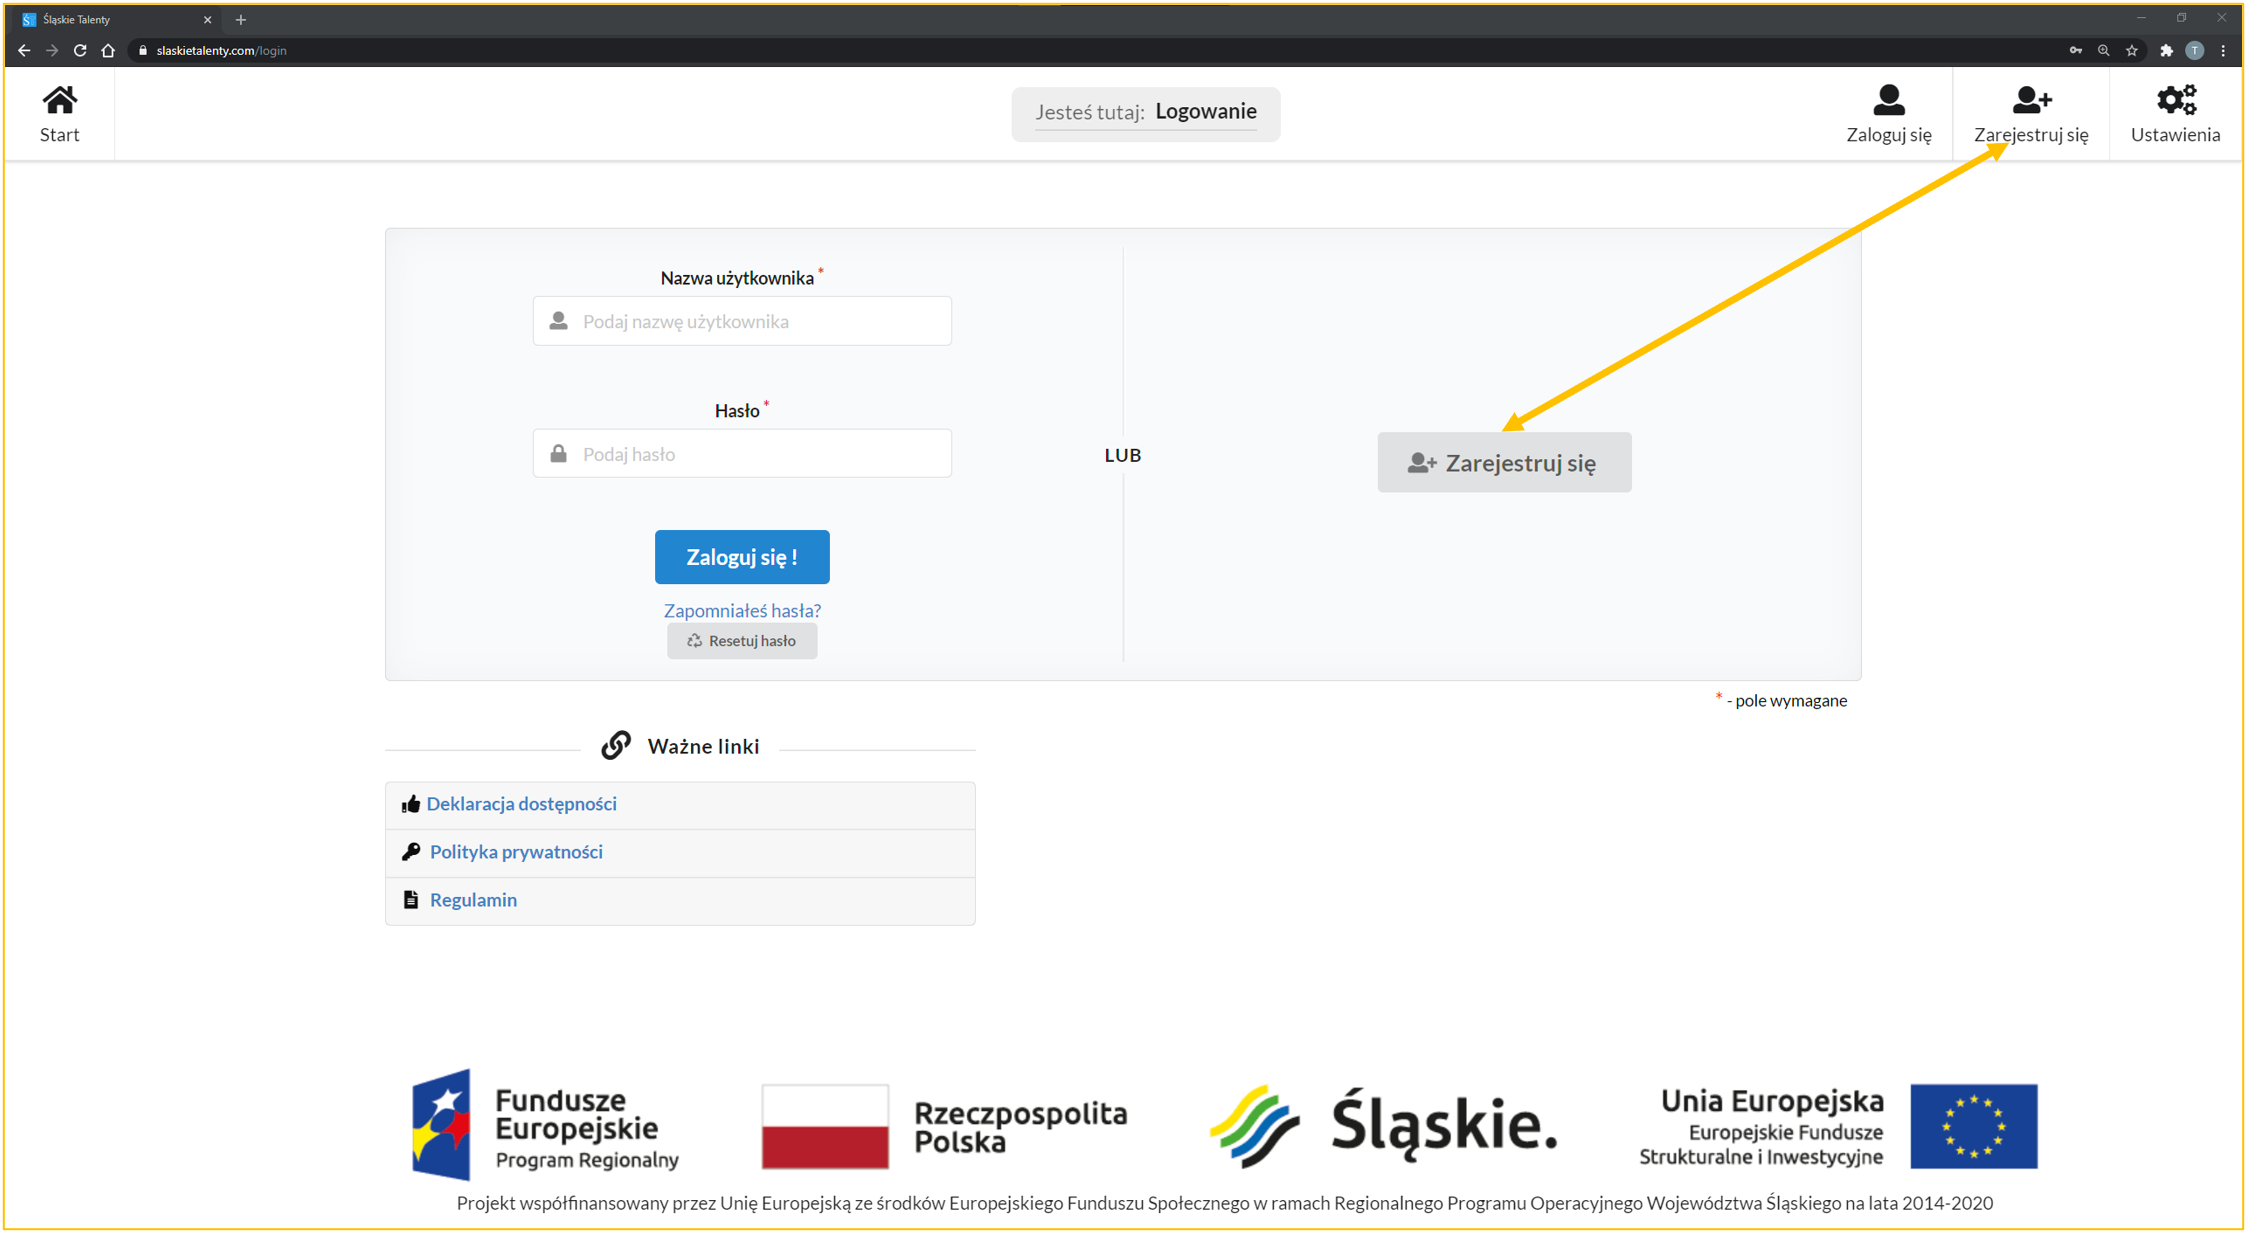 Śląskie Talenty
slaskietalenty.com/login
T
Start
Jesteś tutaj: Logowanie
Zaloguj się
Zarejestruj się
Ustawienia
Nazwa użytkownika *
Podaj nazwę użytkownika
Hasło *
Podaj hasło
Zaloguj się !
Zapomniałeś hasła?
Resetuj hasło
LUB
Zarejestruj się
* - pole wymagane
Ważne linki
Deklaracja dostępności
Polityka prywatności
Regulamin
Fundusze
Europejskie
Program Regionalny
Rzeczpospolita
Polska
Śląskie.
Unia Europejska
Europejskie Fundusze
Strukturalne i Inwestycyjne
Projekt współfinansowany przez Unię Europejską ze środków Europejskiego Funduszu Społecznego w ramach Regionalnego Programu Operacyjnego Województwa Śląskiego na lata 2014-2020